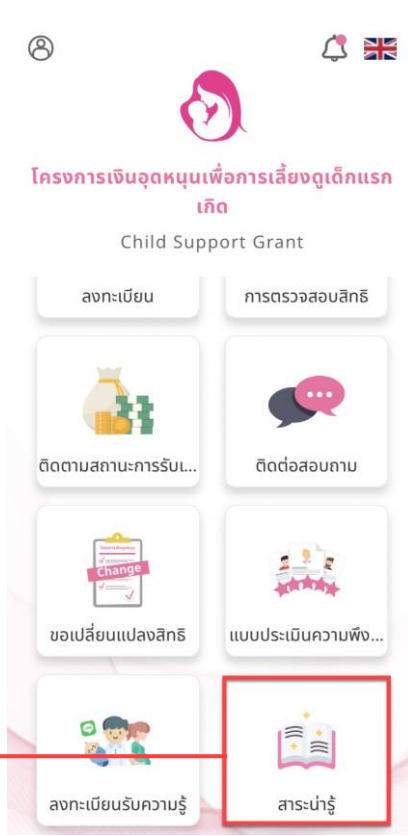 โครงการเงินอุดหนุนเพื่อการเลี้ยงดูเด็กแรก
เกิด
Child Support Grant
ลงทะเบียน
การตรวจสอบสิทธิ
ติดตามสถานะการรับเ...
ติดต่อสอบถาม
Change
ขอเปลี่ยนแปลงสิทธิ
แบบประเมินความพึง...
ลงทะเบียนรับความรู้
สาระน่ารู้